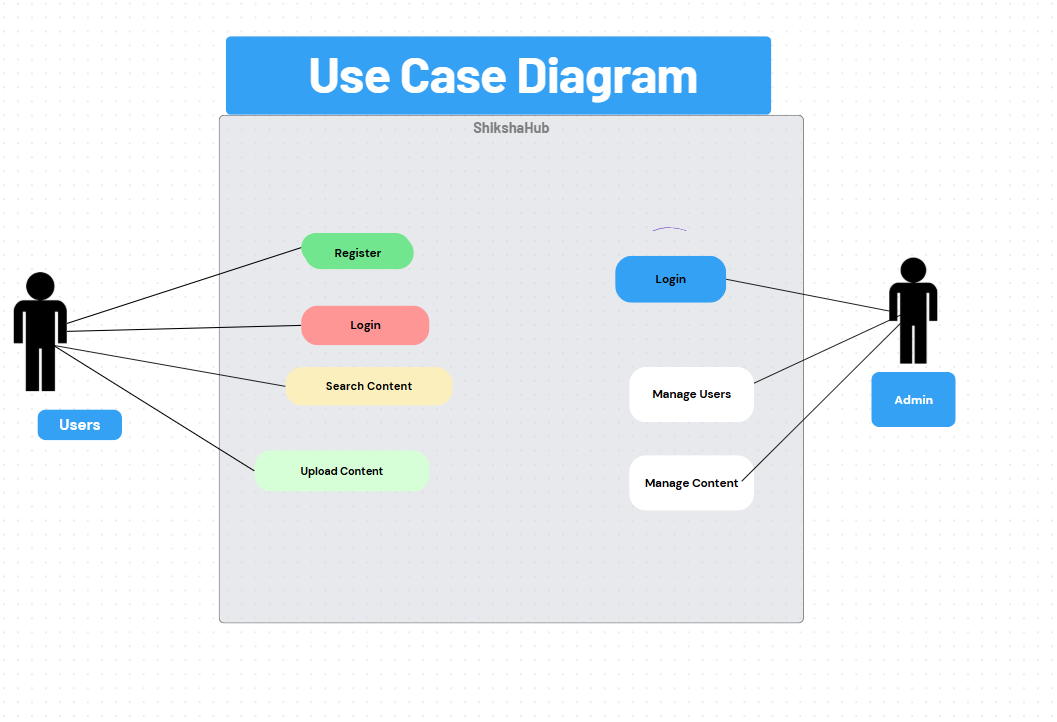 Use Case Diagram
ShikshaHub
Register
Login
Search Content
Upload Content
Users
Login
Manage Users
Manage Content
Admin